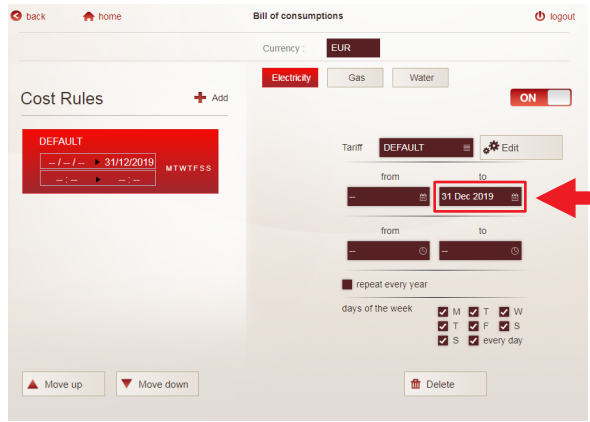 back home Bill of consumptions logout
Currency : EUR
Electricity Gas Water
Cost Rules Add
ON
DEFAULT
-- / -- / -- 31/12/2019
-- : -- -- : --
MTWTFSS
Tariff DEFAULT Edit
from to
-- 31 Dec 2019
from to
-- --
repeat every year
days of the week M T W
T F S
S every day
Move up Move down Delete